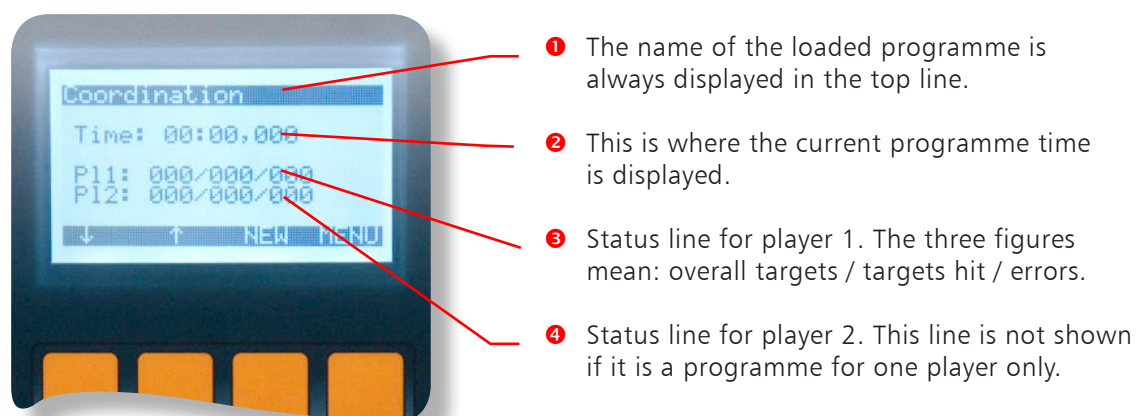 Coordination
Time: 00:00,000
Pl1: 000/000/000
Pl2: 000/000/000
↓ ↑ NEW MENU
❶ The name of the loaded programme is
always displayed in the top line.
❷ This is where the current programme time
is displayed.
❸ Status line for player 1. The three figures
mean: overall targets / targets hit / errors.
❹ Status line for player 2. This line is not shown
if it is a programme for one player only.